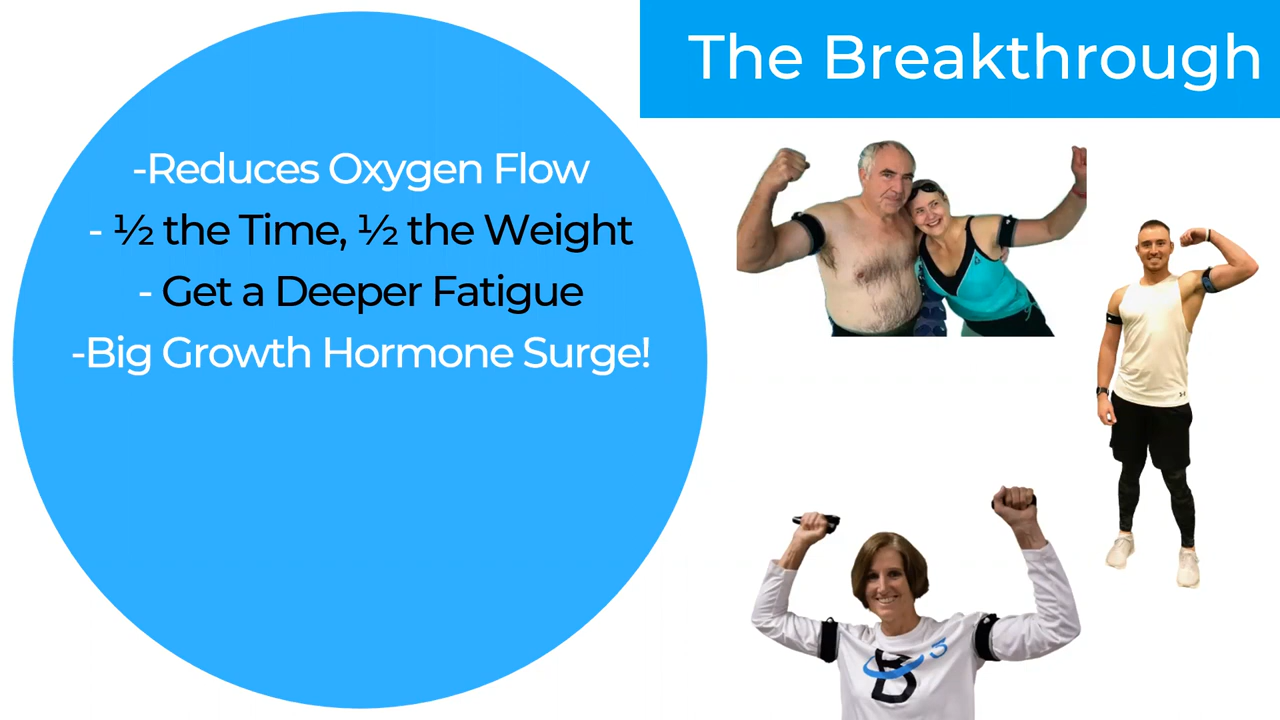 The Breakthrough
-Reduces Oxygen Flow
- ½ the Time, ½ the Weight
- Get a Deeper Fatigue
-Big Growth Hormone Surge!
B3